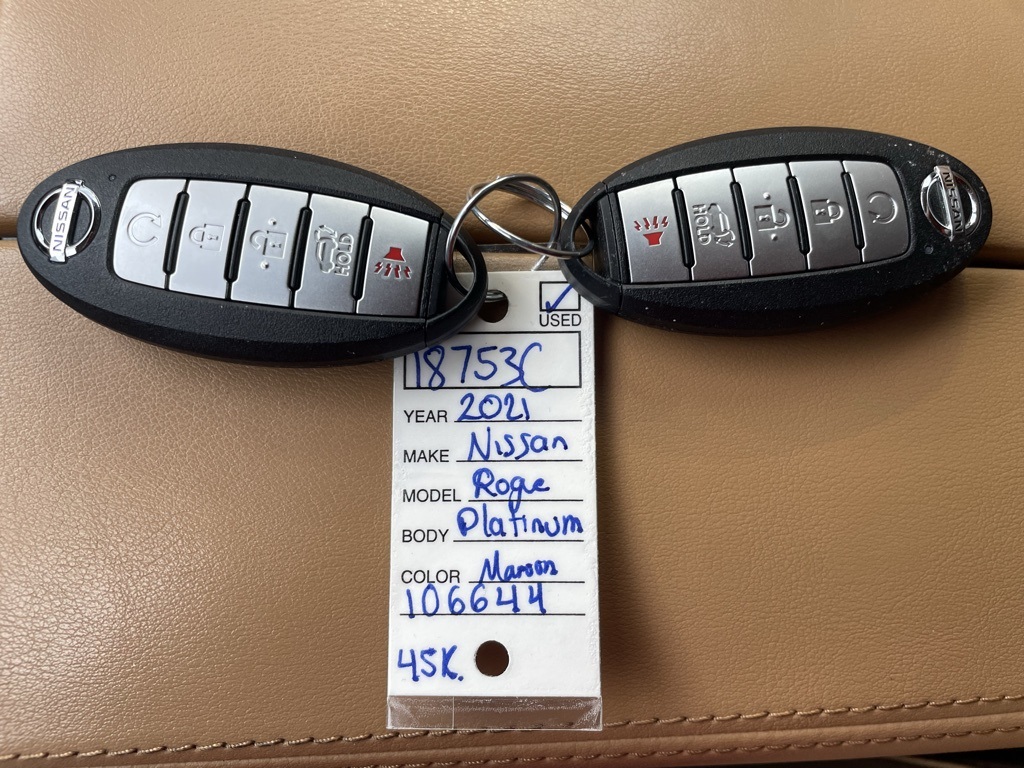 NISSAN
HOLD
HOLD
NISSAN
USED
18753C
YEAR 2021
MAKE Nissan
MODEL Rogue
BODY Platinum
COLOR Maroon
106644
45K.